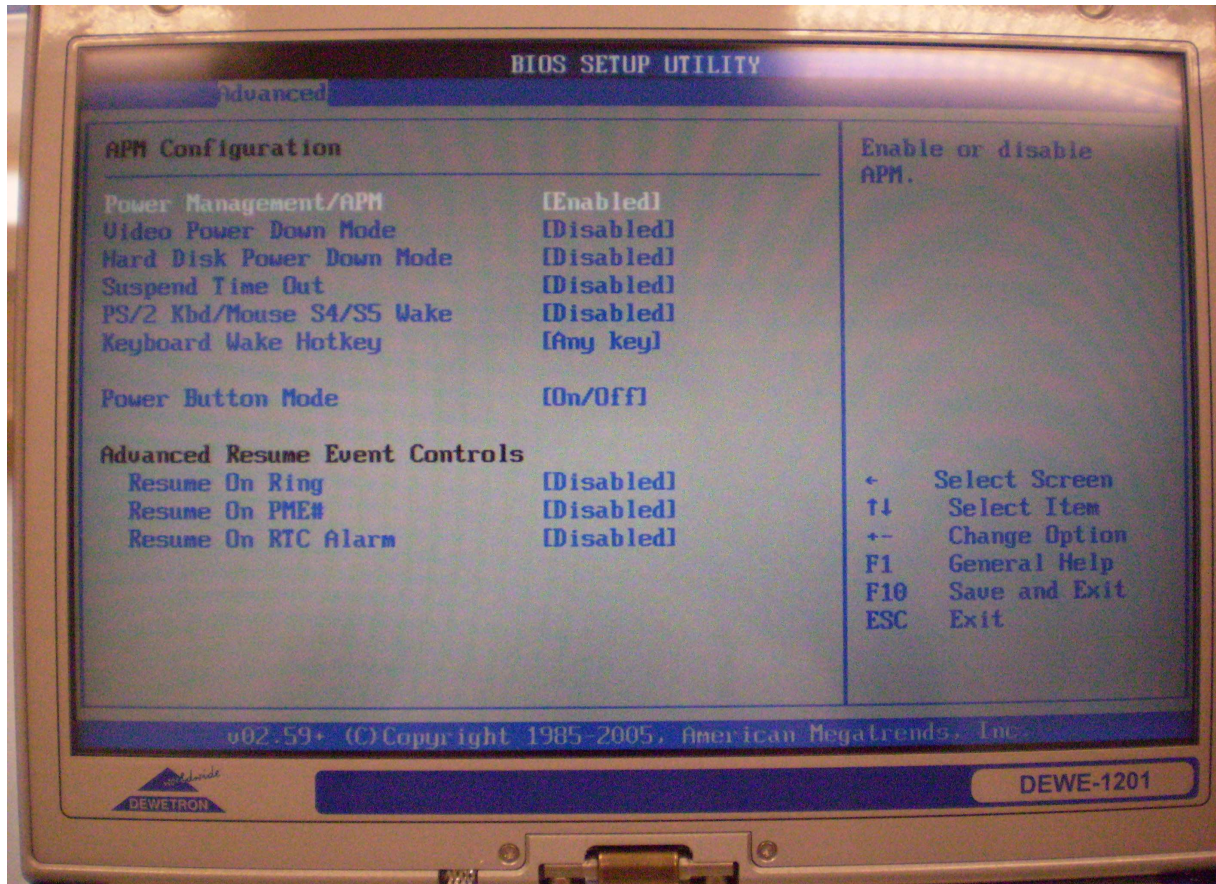 BIOS SETUP UTILITY
Advanced
APM Configuration
Power Management/APM [Enabled]
Video Power Down Mode [Disabled]
Hard Disk Power Down Mode [Disabled]
Suspend Time Out [Disabled]
PS/2 Kbd/Mouse S4/S5 Wake [Disabled]
Keyboard Wake Hotkey [Any key]
Power Button Mode [On/Off]
Advanced Resume Event Controls
Resume On Ring [Disabled]
Resume On PME# [Disabled]
Resume On RTC Alarm [Disabled]
Enable or disable
APM.
← Select Screen
↑↓ Select Item
+- Change Option
F1 General Help
F10 Save and Exit
ESC Exit
v02.59+ (C)Copyright 1985-2005, American Megatrends, Inc.
worldwide
DEWETRON
DEWE-1201